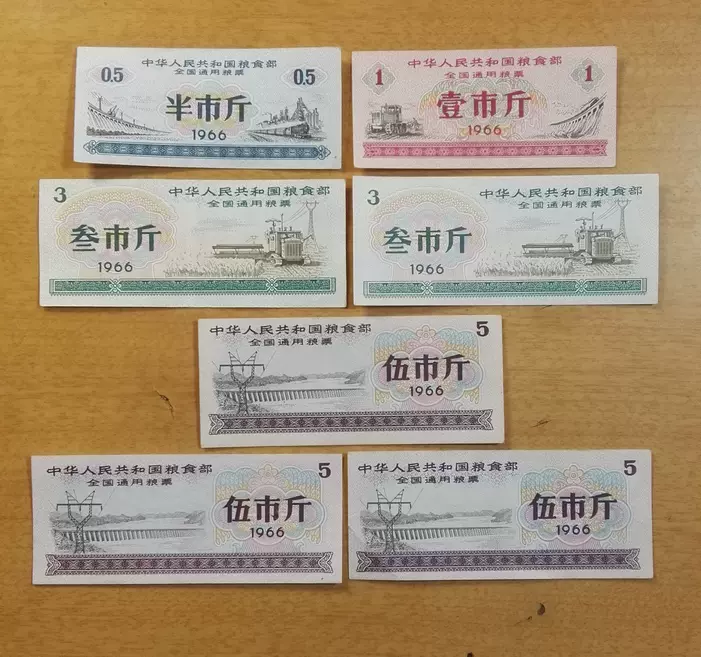 中华人民共和国粮食部
全国通用粮票
0.5 0.5
半市斤
1966
中华人民共和国粮食部
全国通用粮票
1 1
壹市斤
1966
3 中华人民共和国粮食部
全国通用粮票
叁市斤
1966
3 中华人民共和国粮食部
全国通用粮票
叁市斤
1966
中华人民共和国粮食部 5
全国通用粮票
伍市斤
1966
中华人民共和国粮食部 5
全国通用粮票
伍市斤
1966
中华人民共和国粮食部 5
全国通用粮票
伍市斤
1966